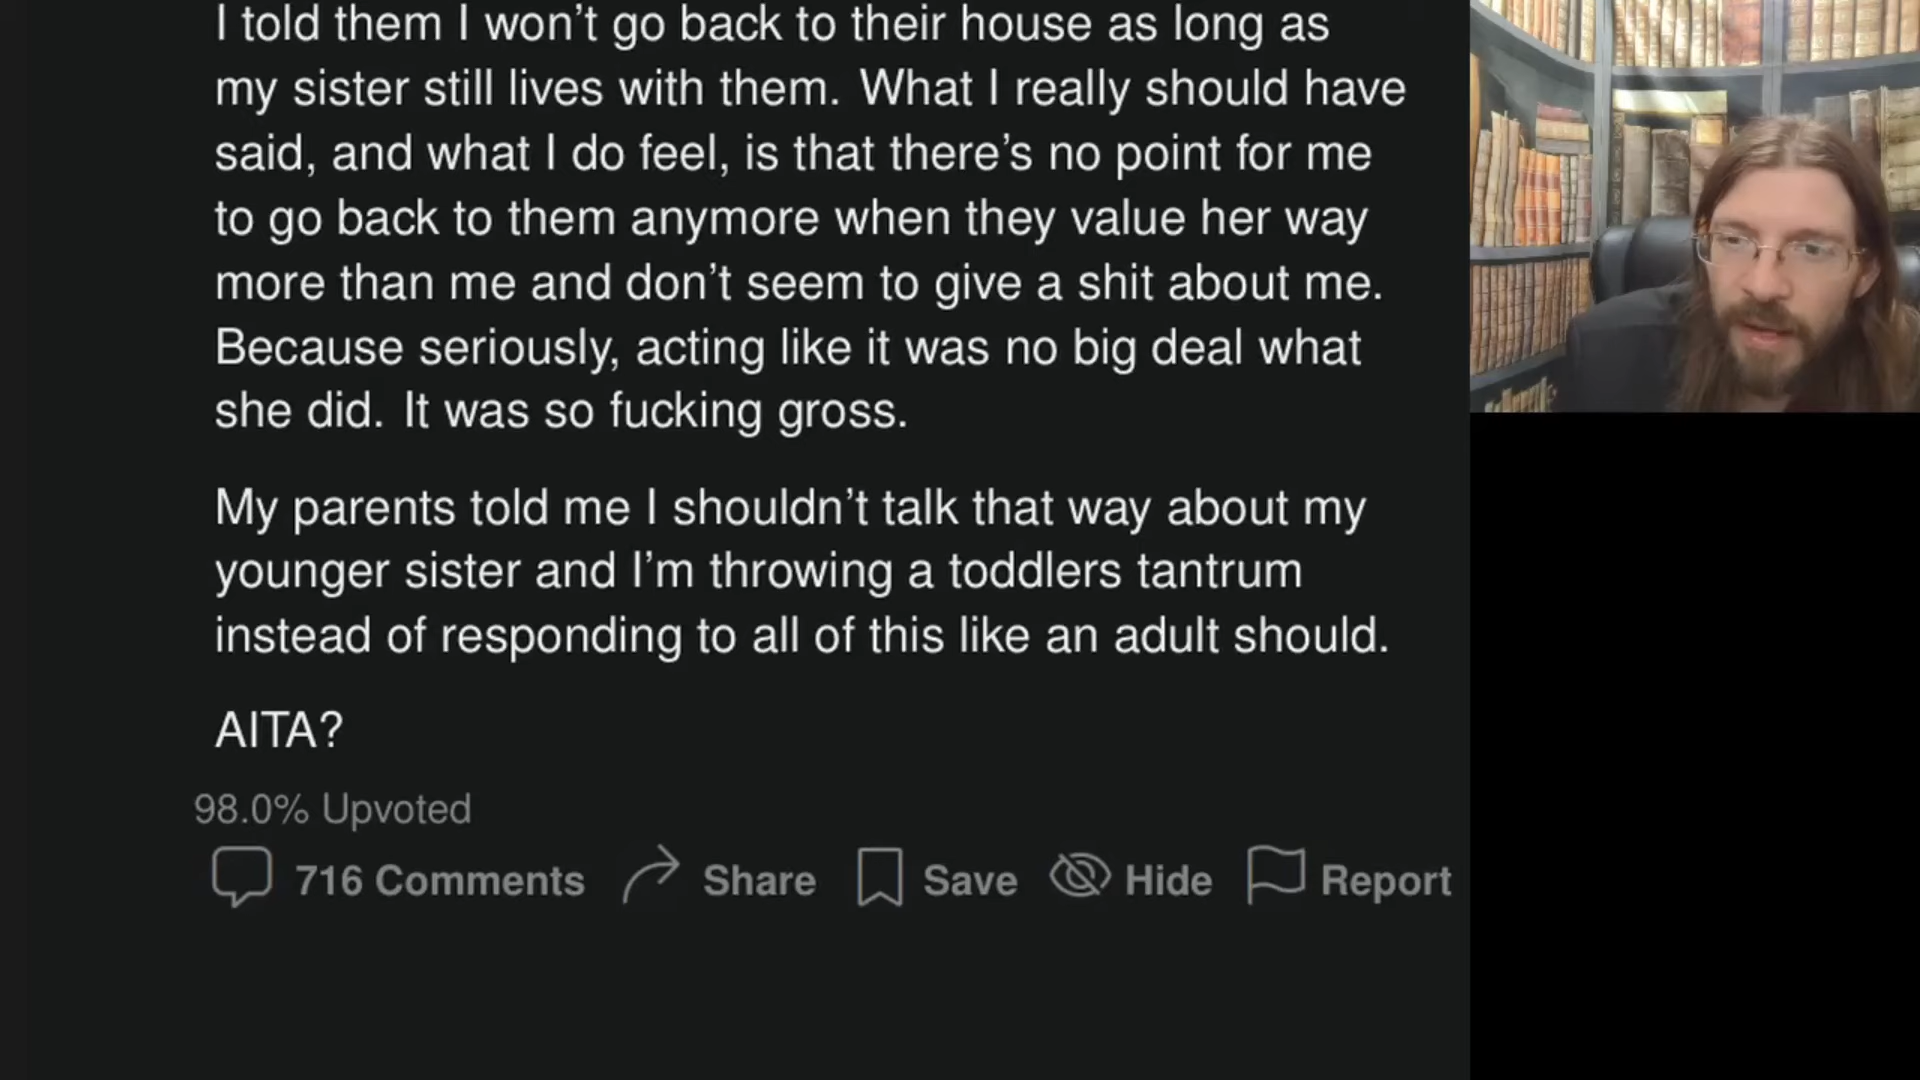 I told them I won’t go back to their house as long as
my sister still lives with them. What I really should have
said, and what I do feel, is that there’s no point for me
to go back to them anymore when they value her way
more than me and don’t seem to give a shit about me.
Because seriously, acting like it was no big deal what
she did. It was so fucking gross.
My parents told me I shouldn’t talk that way about my
younger sister and I’m throwing a toddlers tantrum
instead of responding to all of this like an adult should.
AITA?
98.0% Upvoted
716 Comments Share Save Hide Report